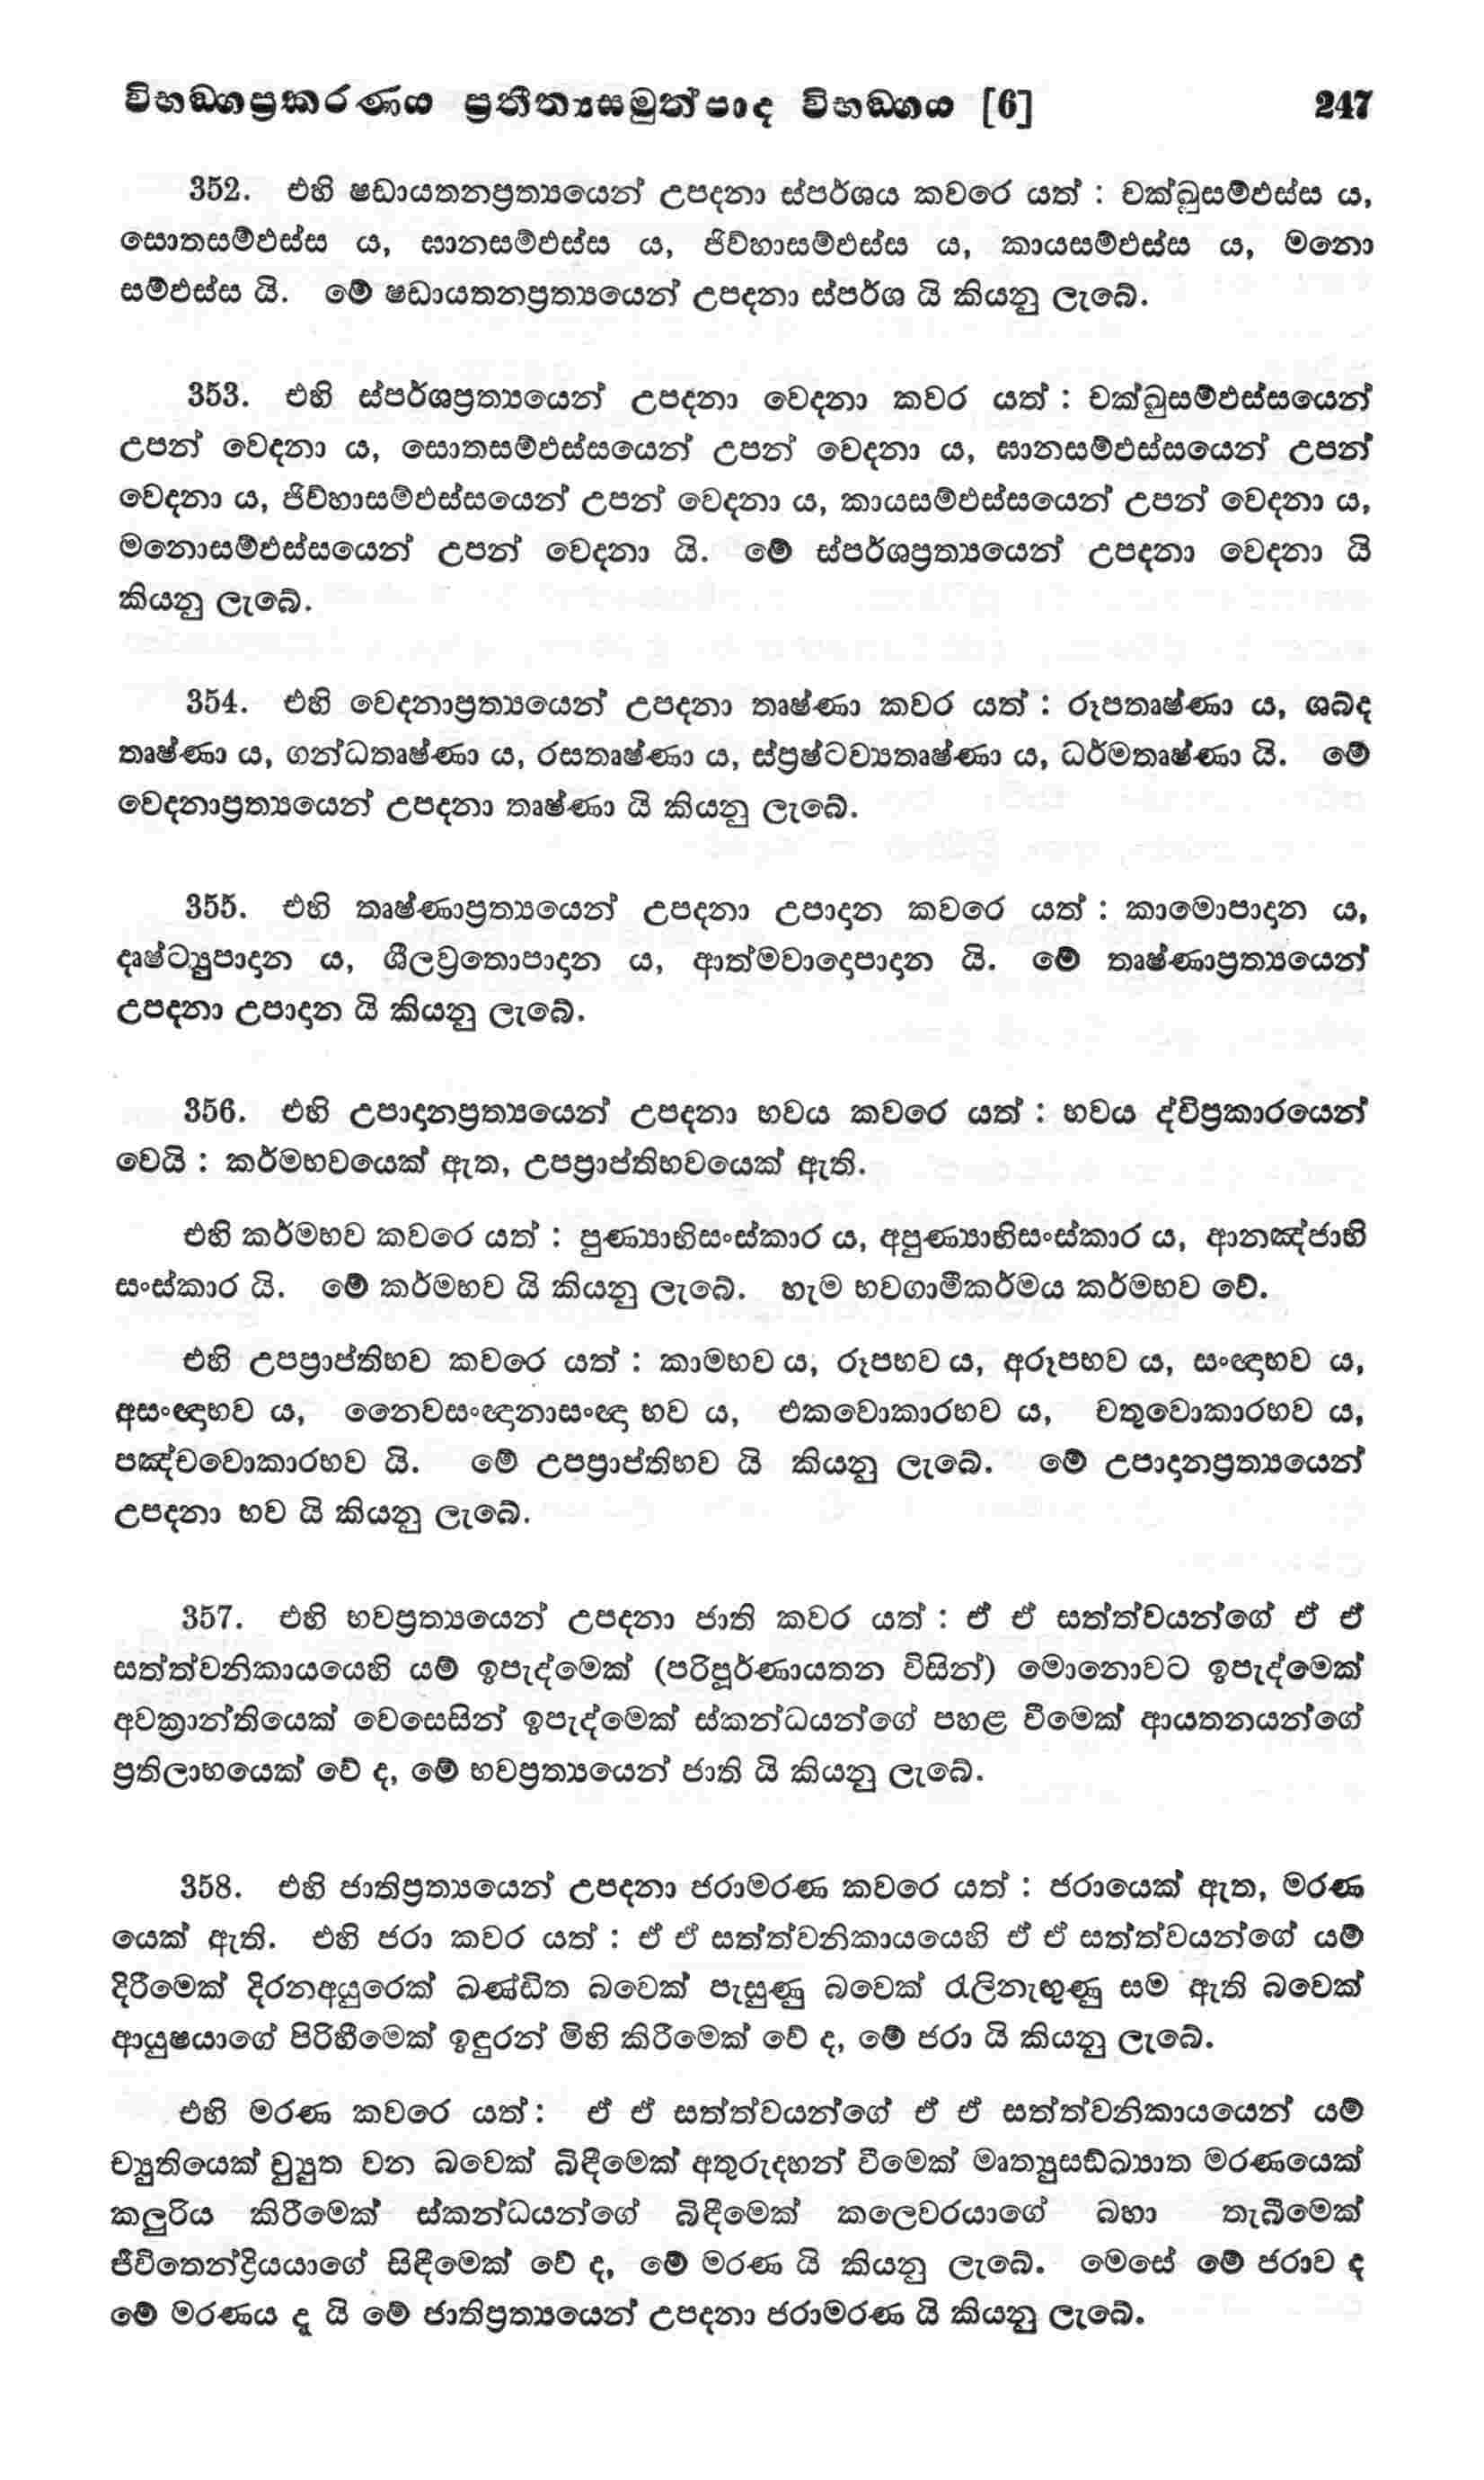 විභඞ්ගප්‍රකරණය ප්‍රතීත්‍යසමුත්පාද විභඞ්ගය [6] 247
352. එහි ෂඩායතනප්‍රත්‍යයෙන් උපදනා ස්පර්ශය කවරෙ යත් : චක්ඛුසම්ඵස්ස ය,
සොතසම්ඵස්ස ය, ඝානසම්ඵස්ස ය, ජිව්හාසම්ඵස්ස ය, කායසම්ඵස්ස ය, මනො
සම්ඵස්ස යි. මේ ෂඩායතනප්‍රත්‍යයෙන් උපදනා ස්පර්ශ යි කියනු ලැබේ.
353. එහි ස්පර්ශප්‍රත්‍යයෙන් උපදනා වෙදනා කවර යත් : චක්ඛුසම්ඵස්සයෙන්
උපන් වෙදනා ය, සොතසම්ඵස්සයෙන් උපන් වෙදනා ය, ඝානසම්ඵස්සයෙන් උපන්
වෙදනා ය, ජිව්හාසම්ඵස්සයෙන් උපන් වෙදනා ය, කායසම්ඵස්සයෙන් උපන් වෙදනා ය,
මනොසම්ඵස්සයෙන් උපන් වෙදනා යි. මේ ස්පර්ශප්‍රත්‍යයෙන් උපදනා වෙදනා යි
කියනු ලැබේ.
354. එහි වෙදනාප්‍රත්‍යයෙන් උපදනා තෘෂ්ණා කවර යත් : රූපතෘෂ්ණා ය, ශබ්ද
තෘෂ්ණා ය, ගන්ධතෘෂ්ණා ය, රසතෘෂ්ණා ය, ස්ප්‍රෂ්ටව්‍යතෘෂ්ණා ය, ධර්මතෘෂ්ණා යි. මේ
වෙදනාප්‍රත්‍යයෙන් උපදනා තෘෂ්ණා යි කියනු ලැබේ.
355. එහි තෘෂ්ණාප්‍රත්‍යයෙන් උපදනා උපාදාන කවරෙ යත් : කාමොපාදාන ය,
දෘෂ්ට්‍යුපාදාන ය, ශීලව්‍රතොපාදාන ය, ආත්මවාදොපාදාන යි. මේ තෘෂ්ණාප්‍රත්‍යයෙන්
උපදනා උපාදාන යි කියනු ලැබේ.
356. එහි උපාදානප්‍රත්‍යයෙන් උපදනා භවය කවරෙ යත් : භවය ද්විප්‍රකාරයෙන්
වෙයි : කර්මභවයෙක් ඇත, උපප්‍රාප්තිභවයෙක් ඇති.
එහි කර්මභව කවරෙ යත් : පුණ්‍යාභිසංස්කාර ය, අපුණ්‍යාභිසංස්කාර ය, ආනඤ්ජාභි
සංස්කාර යි. මේ කර්මභව යි කියනු ලැබේ. හැම භවගාමීකර්මය කර්මභව වේ.
එහි උපප්‍රාප්තිභව කවරෙ යත් : කාමභව ය, රූපභව ය, අරූපභව ය, සංඥාභව ය,
අසංඥාභව ය, නෛවසංඥානාසංඥා භව ය, එකවොකාරභව ය, චතුවොකාරභව ය,
පඤ්චවොකාරභව යි. මේ උපප්‍රාප්තිභව යි කියනු ලැබේ. මේ උපාදානප්‍රත්‍යයෙන්
උපදනා භව යි කියනු ලැබේ.
357. එහි භවප්‍රත්‍යයෙන් උපදනා ජාති කවර යත් : ඒ ඒ සත්ත්වයන්ගේ ඒ ඒ
සත්ත්වනිකායයෙහි යම් ඉපැද්මෙක් (පරිපූර්ණායතන විසින්) මොනොවට ඉපැද්මෙක්
අවක්‍රාන්තියෙක් වෙසෙසින් ඉපැද්මෙක් ස්කන්ධයන්ගේ පහළ වීමෙක් ආයතනයන්ගේ
ප්‍රතිලාභයෙක් වේ ද, මේ භවප්‍රත්‍යයෙන් ජාති යි කියනු ලැබේ.
358. එහි ජාතිප්‍රත්‍යයෙන් උපදනා ජරාමරණ කවරෙ යත් : ජරායෙක් ඇත, මරණ
යෙක් ඇති. එහි ජරා කවර යත් : ඒ ඒ සත්ත්වනිකායයෙහි ඒ ඒ සත්ත්වයන්ගේ යම්
දිරීමෙක් දිරනඅයුරෙක් ඛණ්ඩිත බවෙක් පැසුණු බවෙක් රැලිනැඟුණු සම ඇති බවෙක්
ආයුෂයාගේ පිරිහීමෙක් ඉඳුරන් මිහි කිරීමෙක් වේ ද, මේ ජරා යි කියනු ලැබේ.
එහි මරණ කවරෙ යත් : ඒ ඒ සත්ත්වයන්ගේ ඒ ඒ සත්ත්වනිකායයෙන් යම්
ච්‍යුතියෙක් ච්‍යුත වන බවෙක් බිඳීමෙක් අතුරුදහන් වීමෙක් මෘත්‍යුසඞ්ඛ්‍යාත මරණයෙක්
කලුරිය කිරීමෙක් ස්කන්ධයන්ගේ බිඳීමෙක් කලෙවරයාගේ බහා තැබීමෙක්
ජීවිතෙන්ද්‍රියයාගේ සිඳීමෙක් වේ ද, මේ මරණ යි කියනු ලැබේ. මෙසේ මේ ජරාව ද
මේ මරණය ද යි මේ ජාතිප්‍රත්‍යයෙන් උපදනා ජරාමරණ යි කියනු ලැබේ.